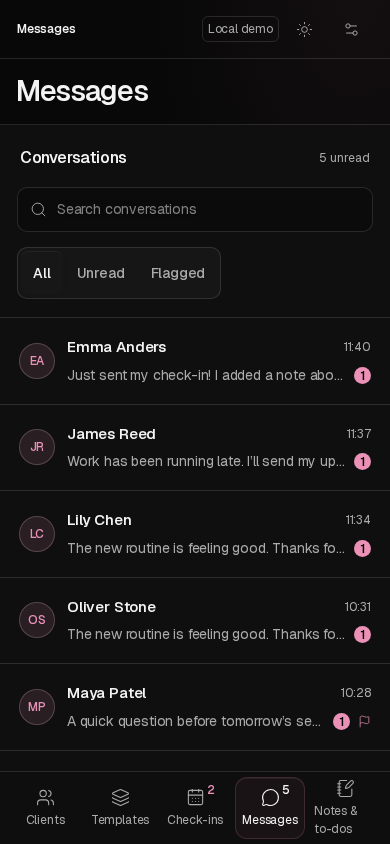 Messages
Local demo
Messages
Conversations
5 unread
Search conversations
All
Unread
Flagged
EA
Emma Anders
11:40
Just sent my check-in! I added a note abo...
1
JR
James Reed
11:37
Work has been running late. I'll send my up...
1
LC
Lily Chen
11:34
The new routine is feeling good. Thanks fo...
1
OS
Oliver Stone
10:31
The new routine is feeling good. Thanks fo...
1
MP
Maya Patel
10:28
A quick question before tomorrow's se...
1
Clients
Templates
2
Check-ins
5
Messages
Notes &
to-dos